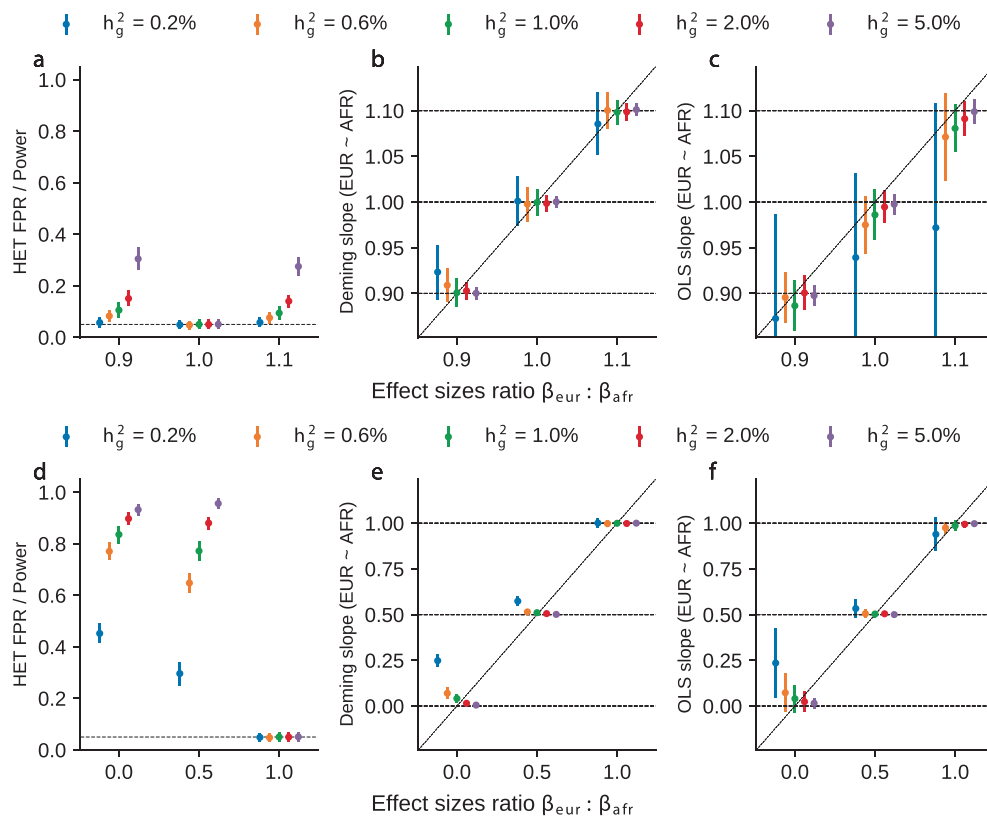 h_g^2 = 0.2% h_g^2 = 0.6% h_g^2 = 1.0% h_g^2 = 2.0% h_g^2 = 5.0%
a
HET FPR / Power
1.0
0.8
0.6
0.4
0.2
0.0
0.9 1.0 1.1
b
Deming slope (EUR ~ AFR)
1.10
1.05
1.00
0.95
0.90
0.9 1.0 1.1
c
OLS slope (EUR ~ AFR)
1.10
1.05
1.00
0.95
0.90
0.9 1.0 1.1
Effect sizes ratio β_eur : β_afr
h_g^2 = 0.2% h_g^2 = 0.6% h_g^2 = 1.0% h_g^2 = 2.0% h_g^2 = 5.0%
d
HET FPR / Power
1.0
0.8
0.6
0.4
0.2
0.0
0.0 0.5 1.0
e
Deming slope (EUR ~ AFR)
1.00
0.75
0.50
0.25
0.00
0.0 0.5 1.0
f
OLS slope (EUR ~ AFR)
1.00
0.75
0.50
0.25
0.00
0.0 0.5 1.0
Effect sizes ratio β_eur : β_afr